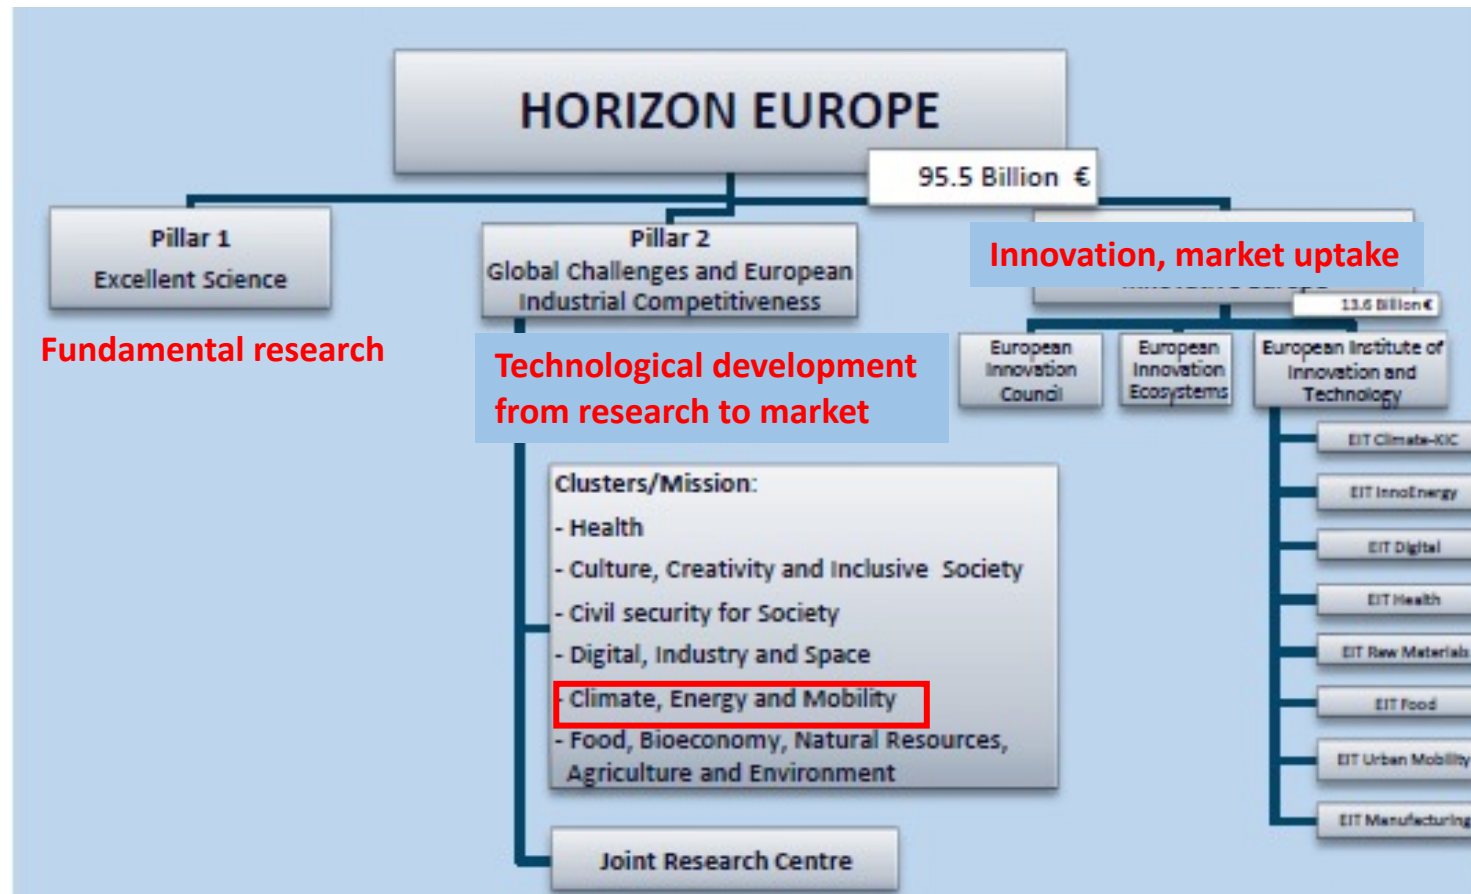 HORIZON EUROPE
95.5 Billion €
Pillar 1
Excellent Science
Fundamental research
Pillar 2
Global Challenges and European
Industrial Competitiveness
Technological development
from research to market
Clusters/Mission:
- Health
- Culture, Creativity and Inclusive Society
- Civil security for Society
- Digital, Industry and Space
- Climate, Energy and Mobility
- Food, Bioeconomy, Natural Resources,
Agriculture and Environment
Joint Research Centre
Innovation, market uptake
13.6 Billion €
European
Innovation
Council
European
Innovation
Ecosystems
European Institute of
Innovation and
Technology
EIT Climate-KIC
EIT InnoEnergy
EIT Digital
EIT Health
EIT Raw Materials
EIT Food
EIT Urban Mobility
EIT Manufacturing